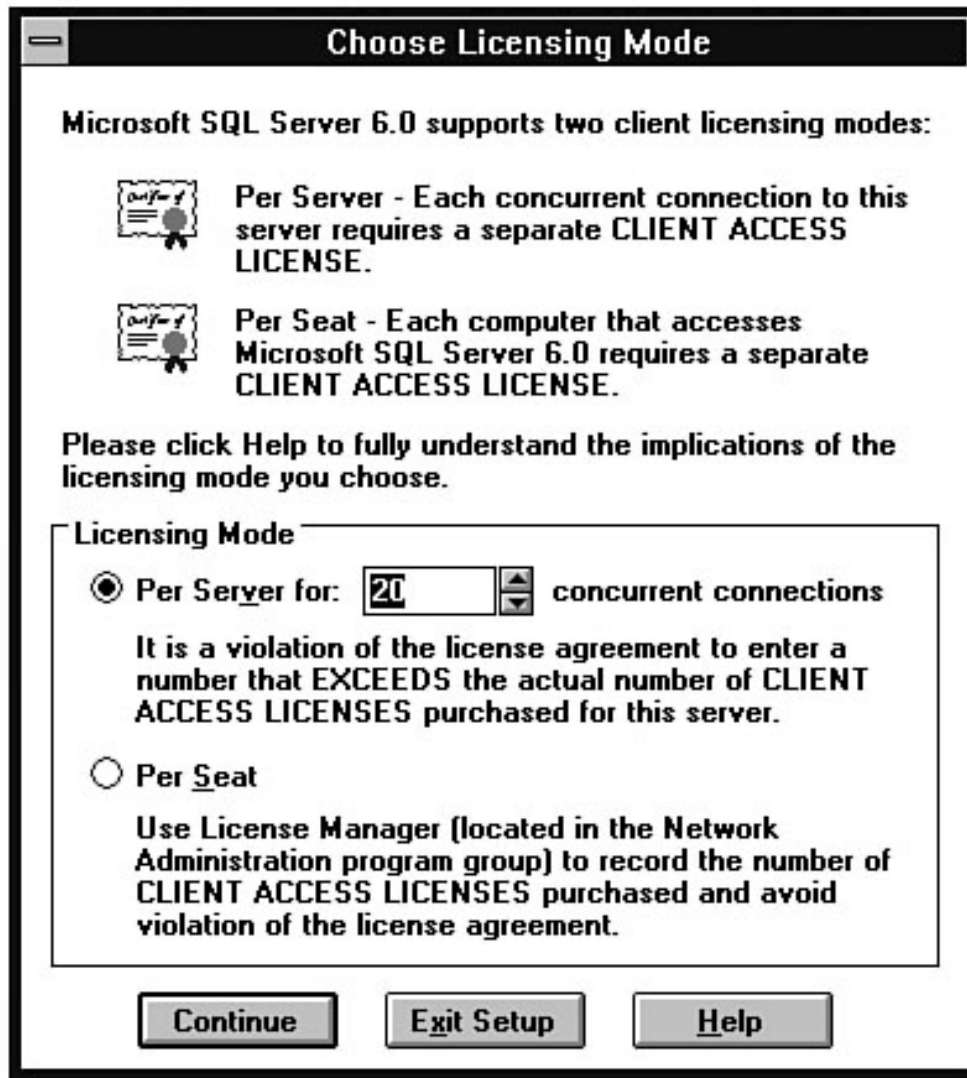 Choose Licensing Mode
Microsoft SQL Server 6.0 supports two client licensing modes:
Per Server - Each concurrent connection to this
server requires a separate CLIENT ACCESS
LICENSE.
Per Seat - Each computer that accesses
Microsoft SQL Server 6.0 requires a separate
CLIENT ACCESS LICENSE.
Please click Help to fully understand the implications of the
licensing mode you choose.
Licensing Mode
Per Server for: 20 concurrent connections
It is a violation of the license agreement to enter a
number that EXCEEDS the actual number of CLIENT
ACCESS LICENSES purchased for this server.
Per Seat
Use License Manager (located in the Network
Administration program group) to record the number of
CLIENT ACCESS LICENSES purchased and avoid
violation of the license agreement.
Continue Exit Setup Help